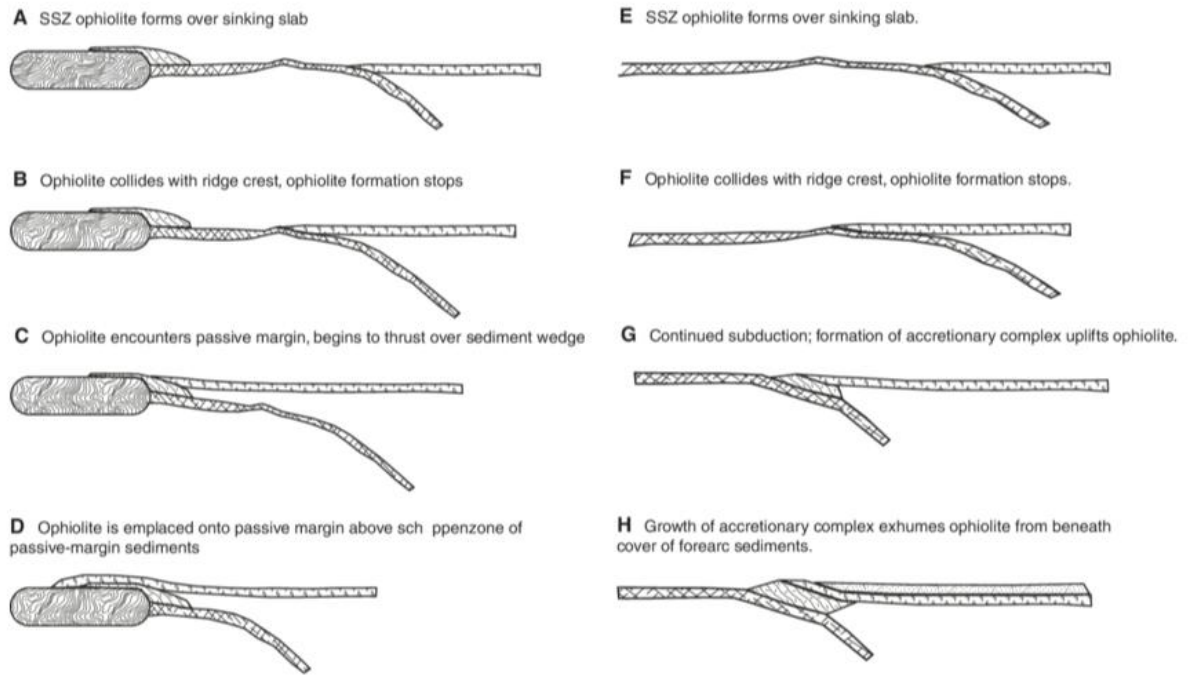 A SSZ ophiolite forms over sinking slab
B Ophiolite collides with ridge crest, ophiolite formation stops
C Ophiolite encounters passive margin, begins to thrust over sediment wedge
D Ophiolite is emplaced onto passive margin above sch ppenzone of
passive-margin sediments
E SSZ ophiolite forms over sinking slab.
F Ophiolite collides with ridge crest, ophiolite formation stops.
G Continued subduction; formation of accretionary complex uplifts ophiolite.
H Growth of accretionary complex exhumes ophiolite from beneath
cover of forearc sediments.